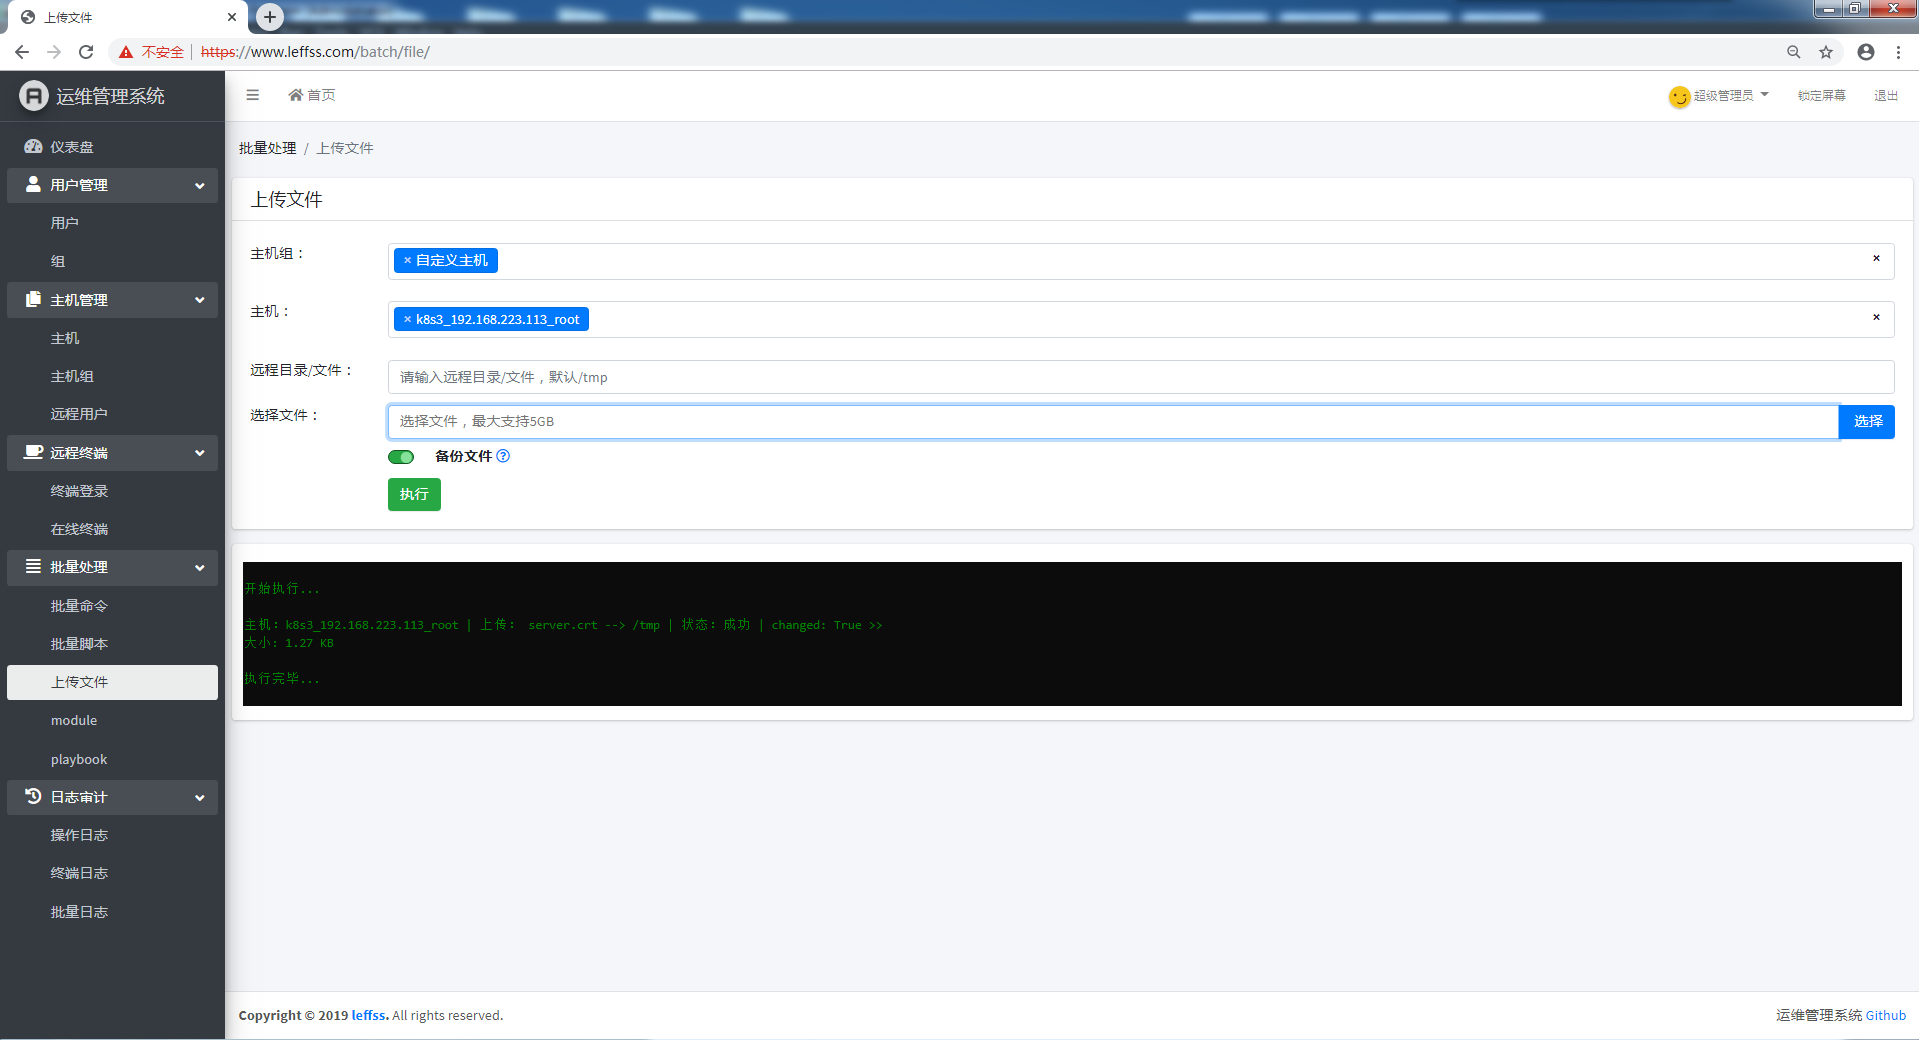 上传文件
不安全 https://www.leffss.com/batch/file/
运维管理系统
首页
超级管理员 锁定屏幕 退出
仪表盘
用户管理
用户
组
主机管理
主机
主机组
远程用户
远程终端
终端登录
在线终端
批量处理
批量命令
批量脚本
上传文件
module
playbook
日志审计
操作日志
终端日志
批量日志
批量处理 / 上传文件
上传文件
主机组： × 自定义主机 ×
主机： × k8s3_192.168.223.113_root ×
远程目录/文件： 请输入远程目录/文件，默认/tmp
选择文件： 选择文件，最大支持5GB 选择
备份文件
执行
开始执行...
主机: k8s3_192.168.223.113_root | 上传: server.crt --> /tmp | 状态: 成功 | changed: True >>
大小: 1.27 KB
执行完毕...
Copyright © 2019 leffss. All rights reserved.
运维管理系统 Github